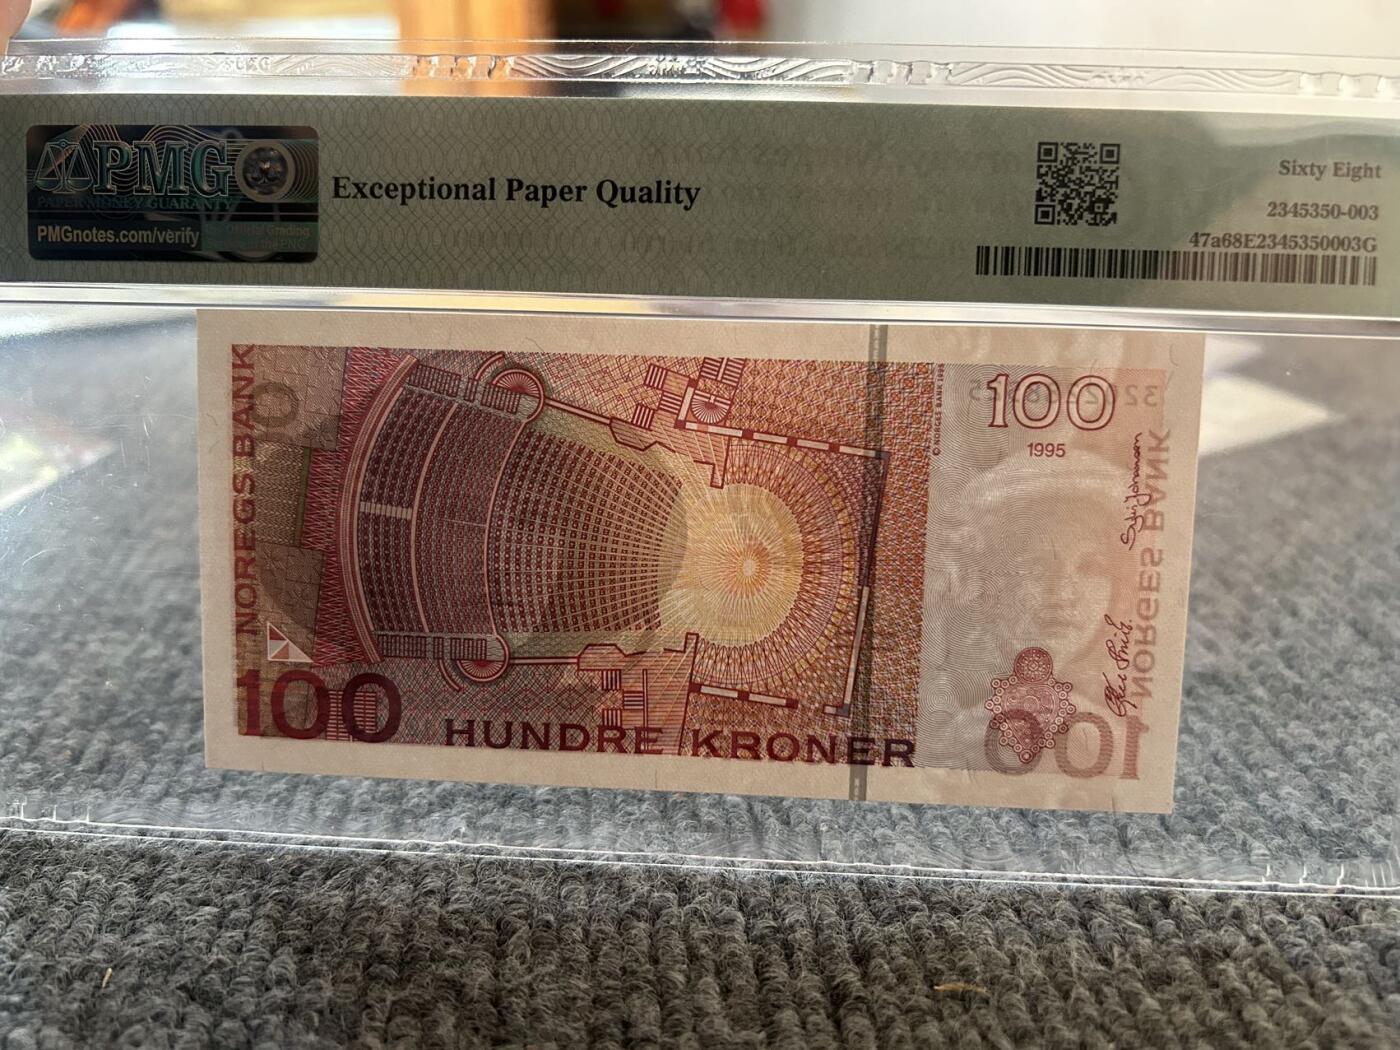 PMG
PAPER MONEY GUARANTY
PMGnotes.com/verify
Exceptional Paper Quality
Sixty Eight
2345350-003
47a68E2345350003G
NOREGS BANK
100
1995
NORGES BANK
100
100
HUNDRE KRONER